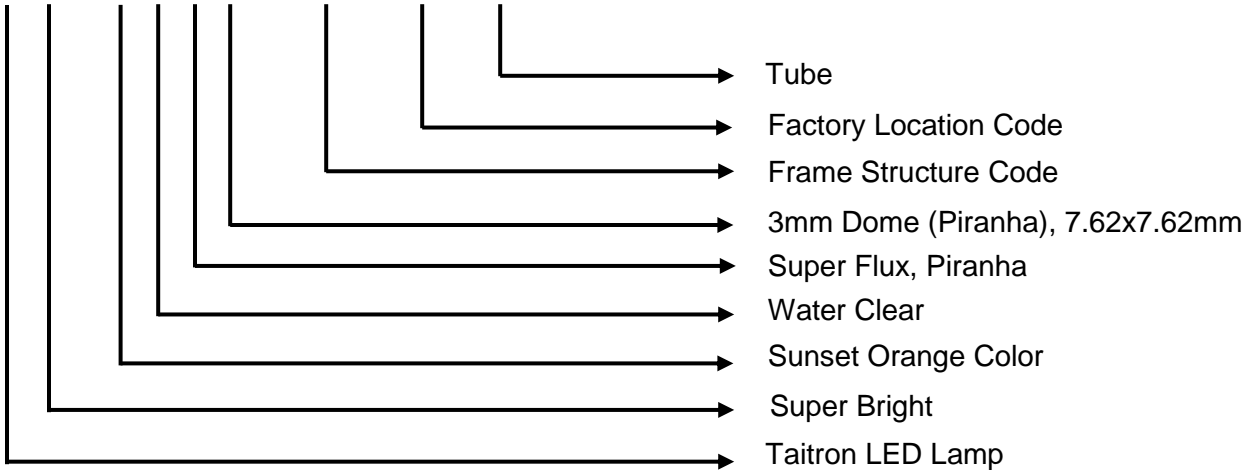 Tube
Factory Location Code
Frame Structure Code
3mm Dome (Piranha), 7.62x7.62mm
Super Flux, Piranha
Water Clear
Sunset Orange Color
Super Bright
Taitron LED Lamp